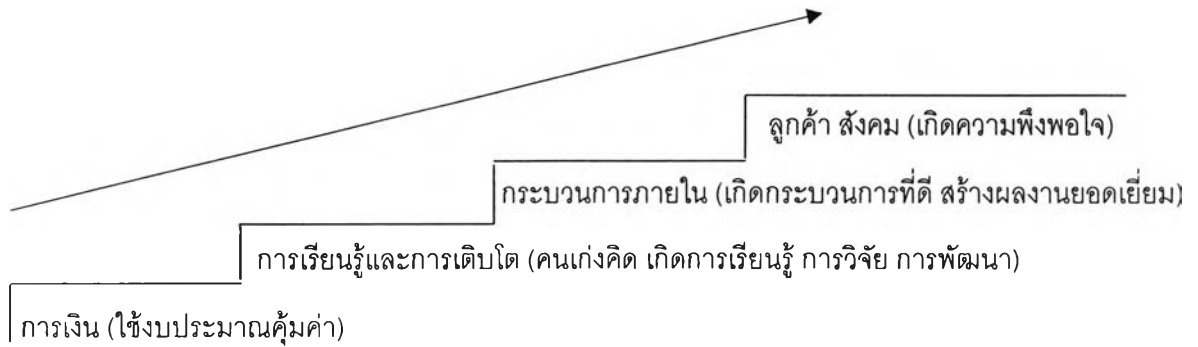 ลูกค้า สังคม (เกิดความพึงพอใจ)
กระบวนการภายใน (เกิดกระบวนการที่ดี สร้างผลงานยอดเยี่ยม)
การเรียนรู้และการเติบโต (คนเก่งคิด เกิดการเรียนรู้ การวิจัย การพัฒนา)
การเงิน (ใช้งบประมาณคุ้มค่า)